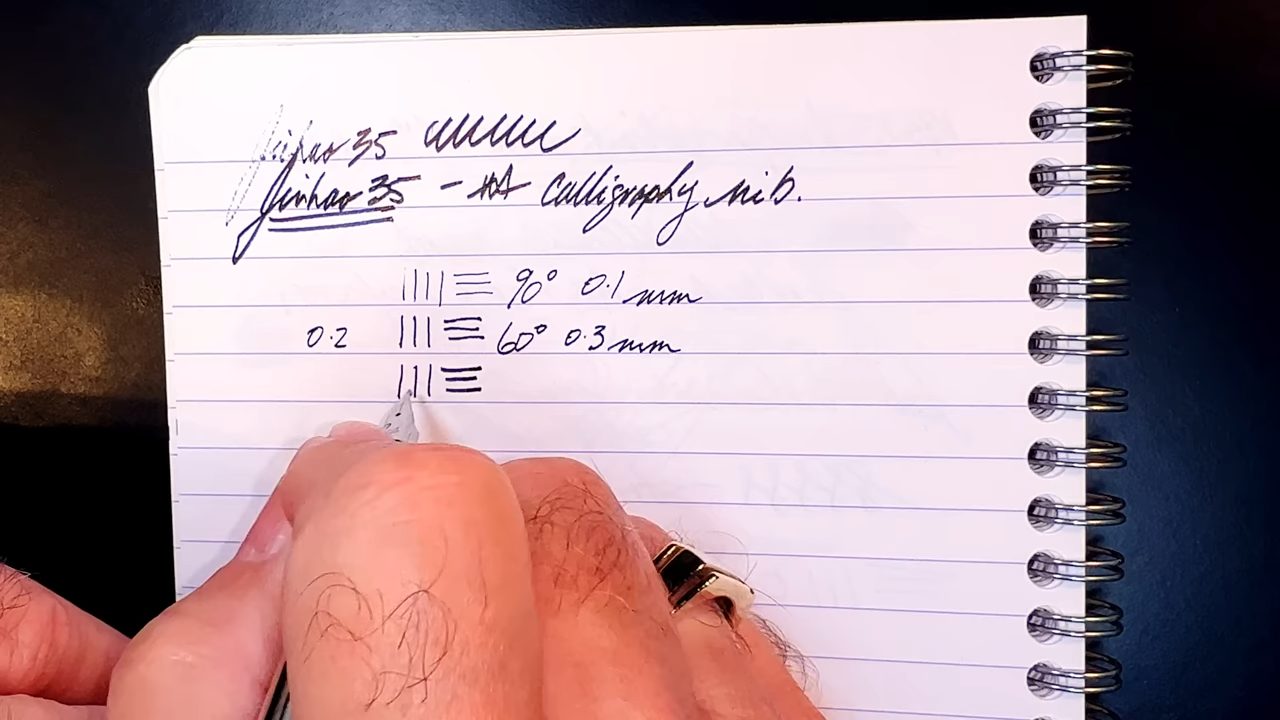 Jinhao 35
Jinhao 35 - A Calligraphy nib.
90° 0.1 mm
0.2 60° 0.3 mm